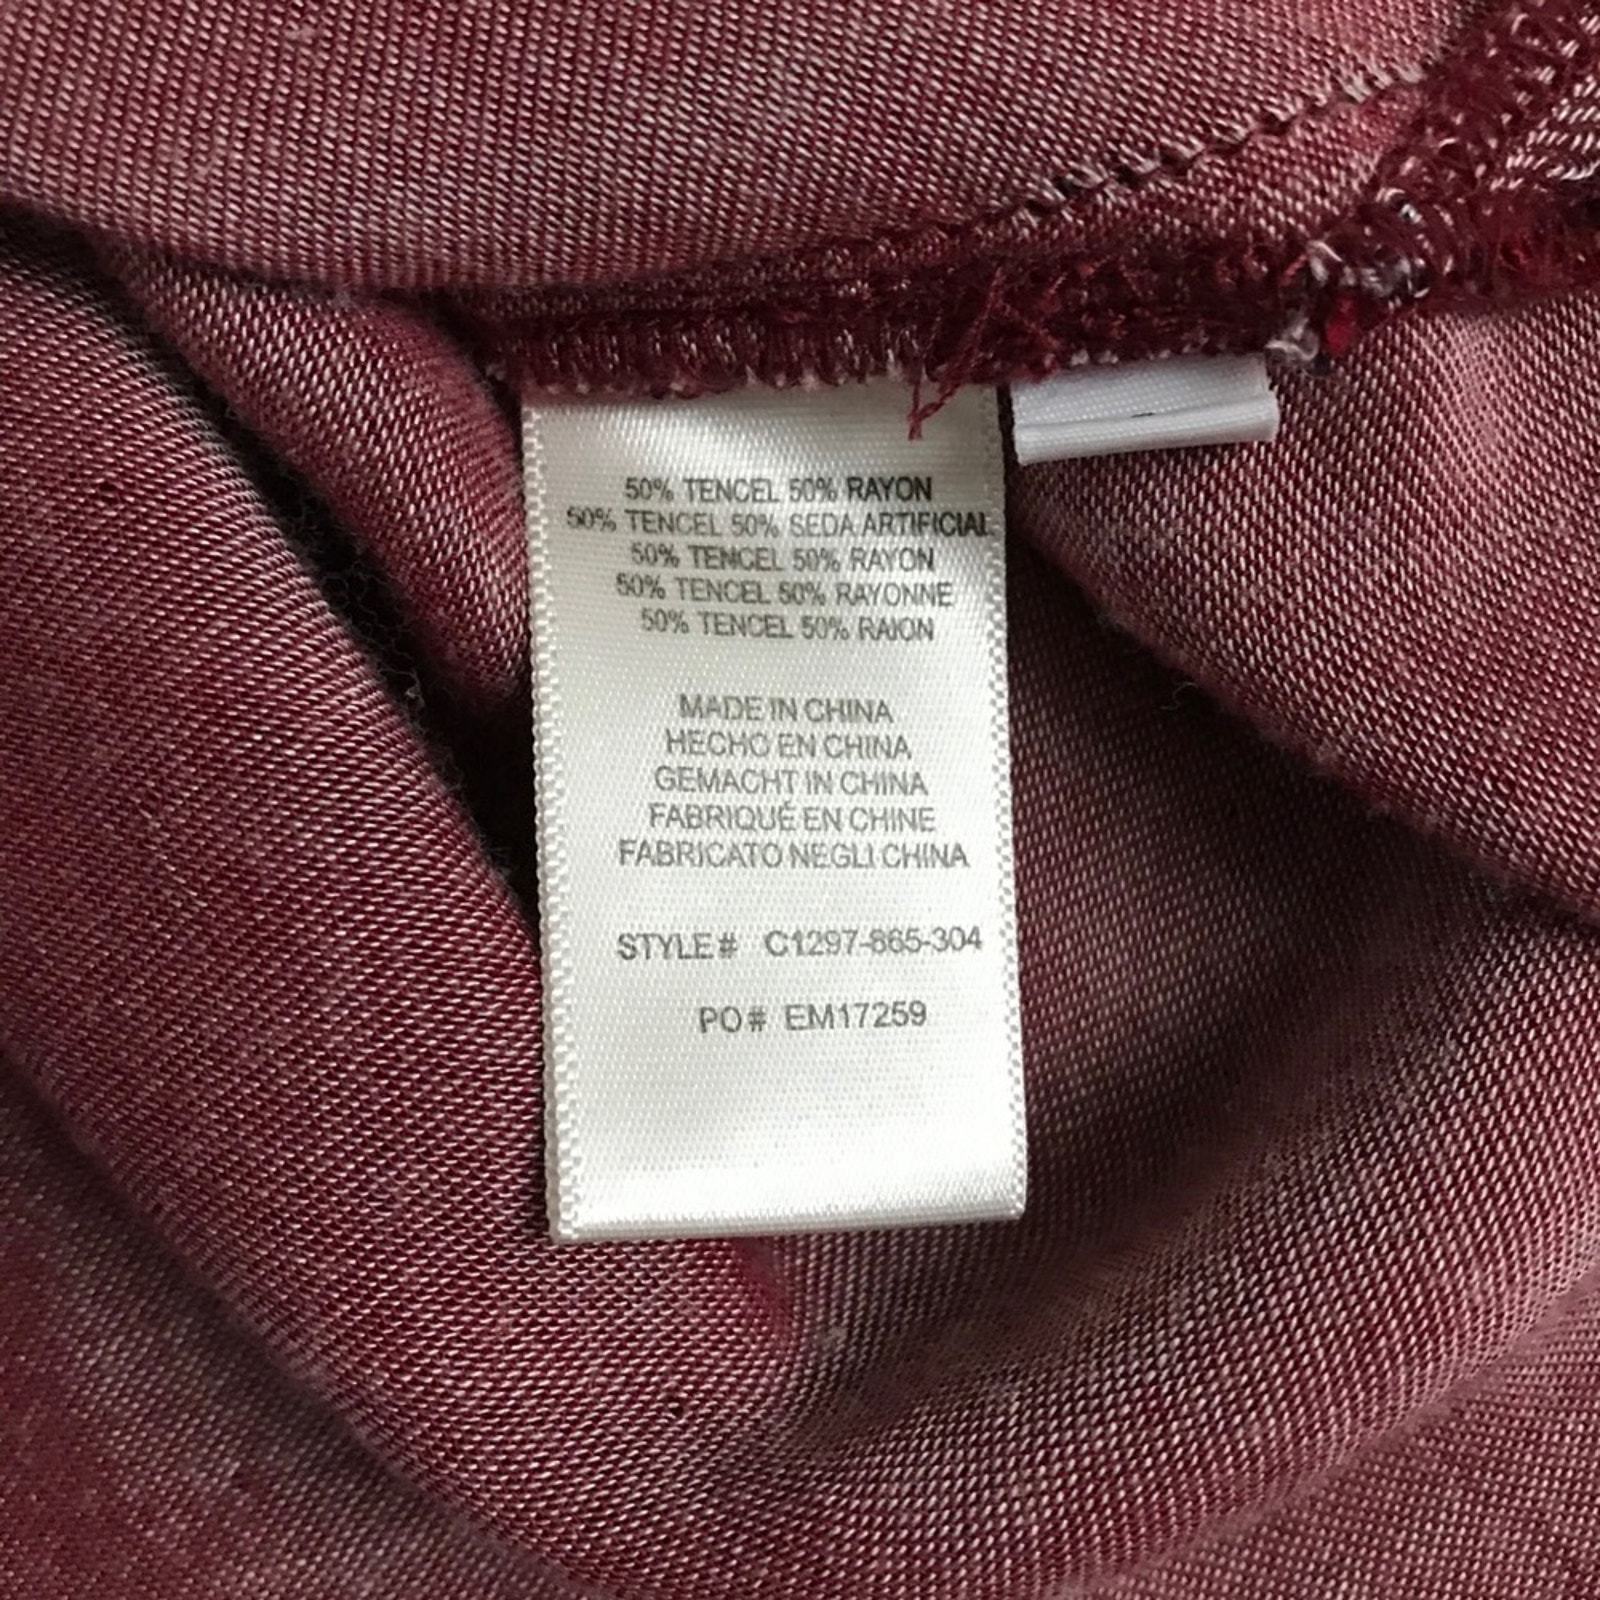 50% TENCEL 50% RAYON
50% TENCEL 50% SEDA ARTIFICIAL
50% TENCEL 50% RAYON
50% TENCEL 50% RAYONNE
50% TENCEL 50% RAION
MADE IN CHINA
HECHO EN CHINA
GEMACHT IN CHINA
FABRIQUÉ EN CHINE
FABRICATO NEGLI CHINA
STYLE# C1297-865-304
PO# EM17259